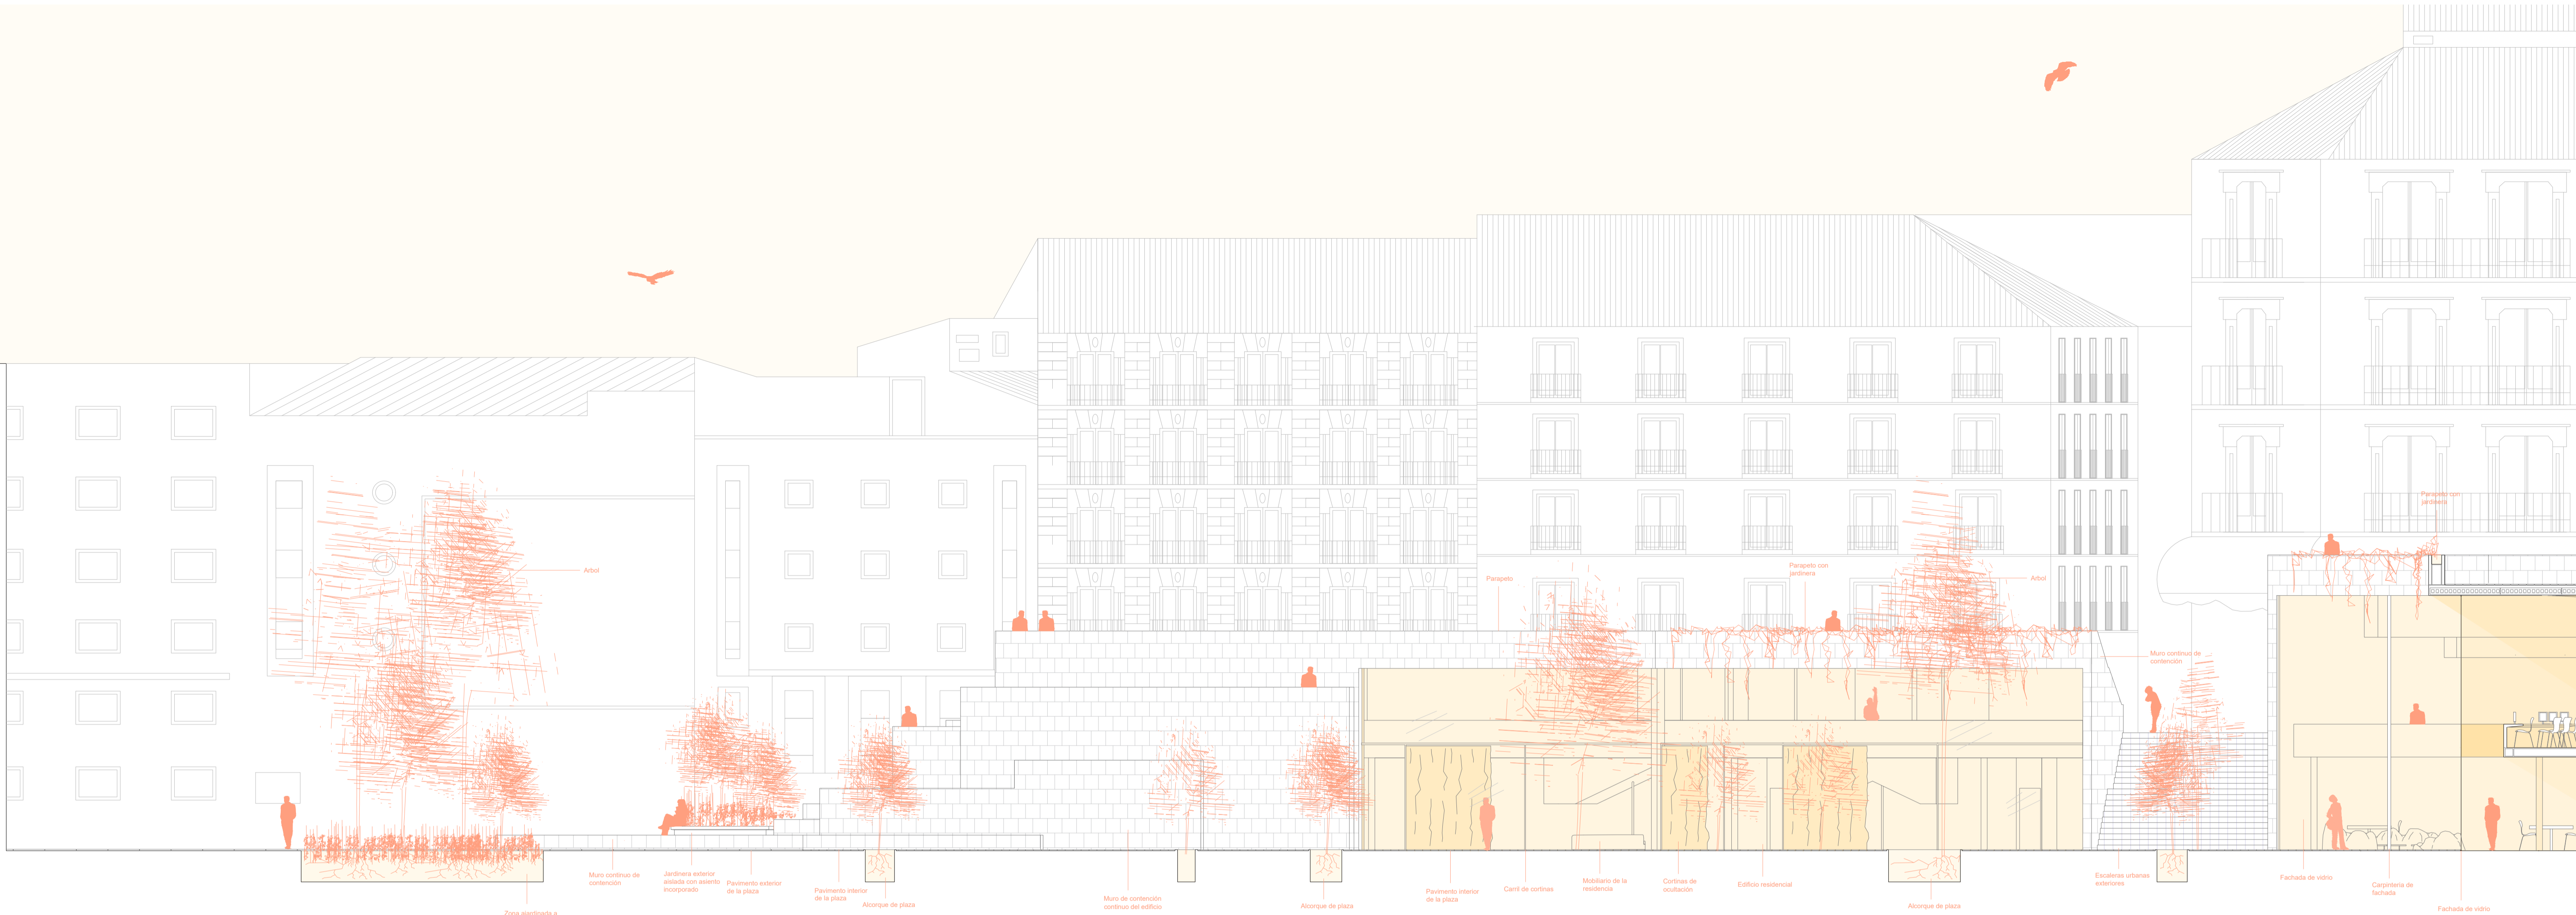 Parapeto con
jardinera
Arbol
Parapeto
Parapeto con
jardinera
Arbol
Muro continuo de
contención
Muro continuo de
contención
Jardinera exterior
aislada con asiento
incorporado
Pavimento exterior
de la plaza
Pavimento interior
de la plaza
Alcorque de plaza
Muro de contención
continuo del edificio
Alcorque de plaza
Pavimento interior
de la plaza
Carril de cortinas
Mobiliario de la
residencia
Cortinas de
ocultación
Edificio residencial
Alcorque de plaza
Escaleras urbanas
exteriores
Fachada de vidrio
Carpinteria de
fachada
Fachada de vidrio
Zona ajardinada a